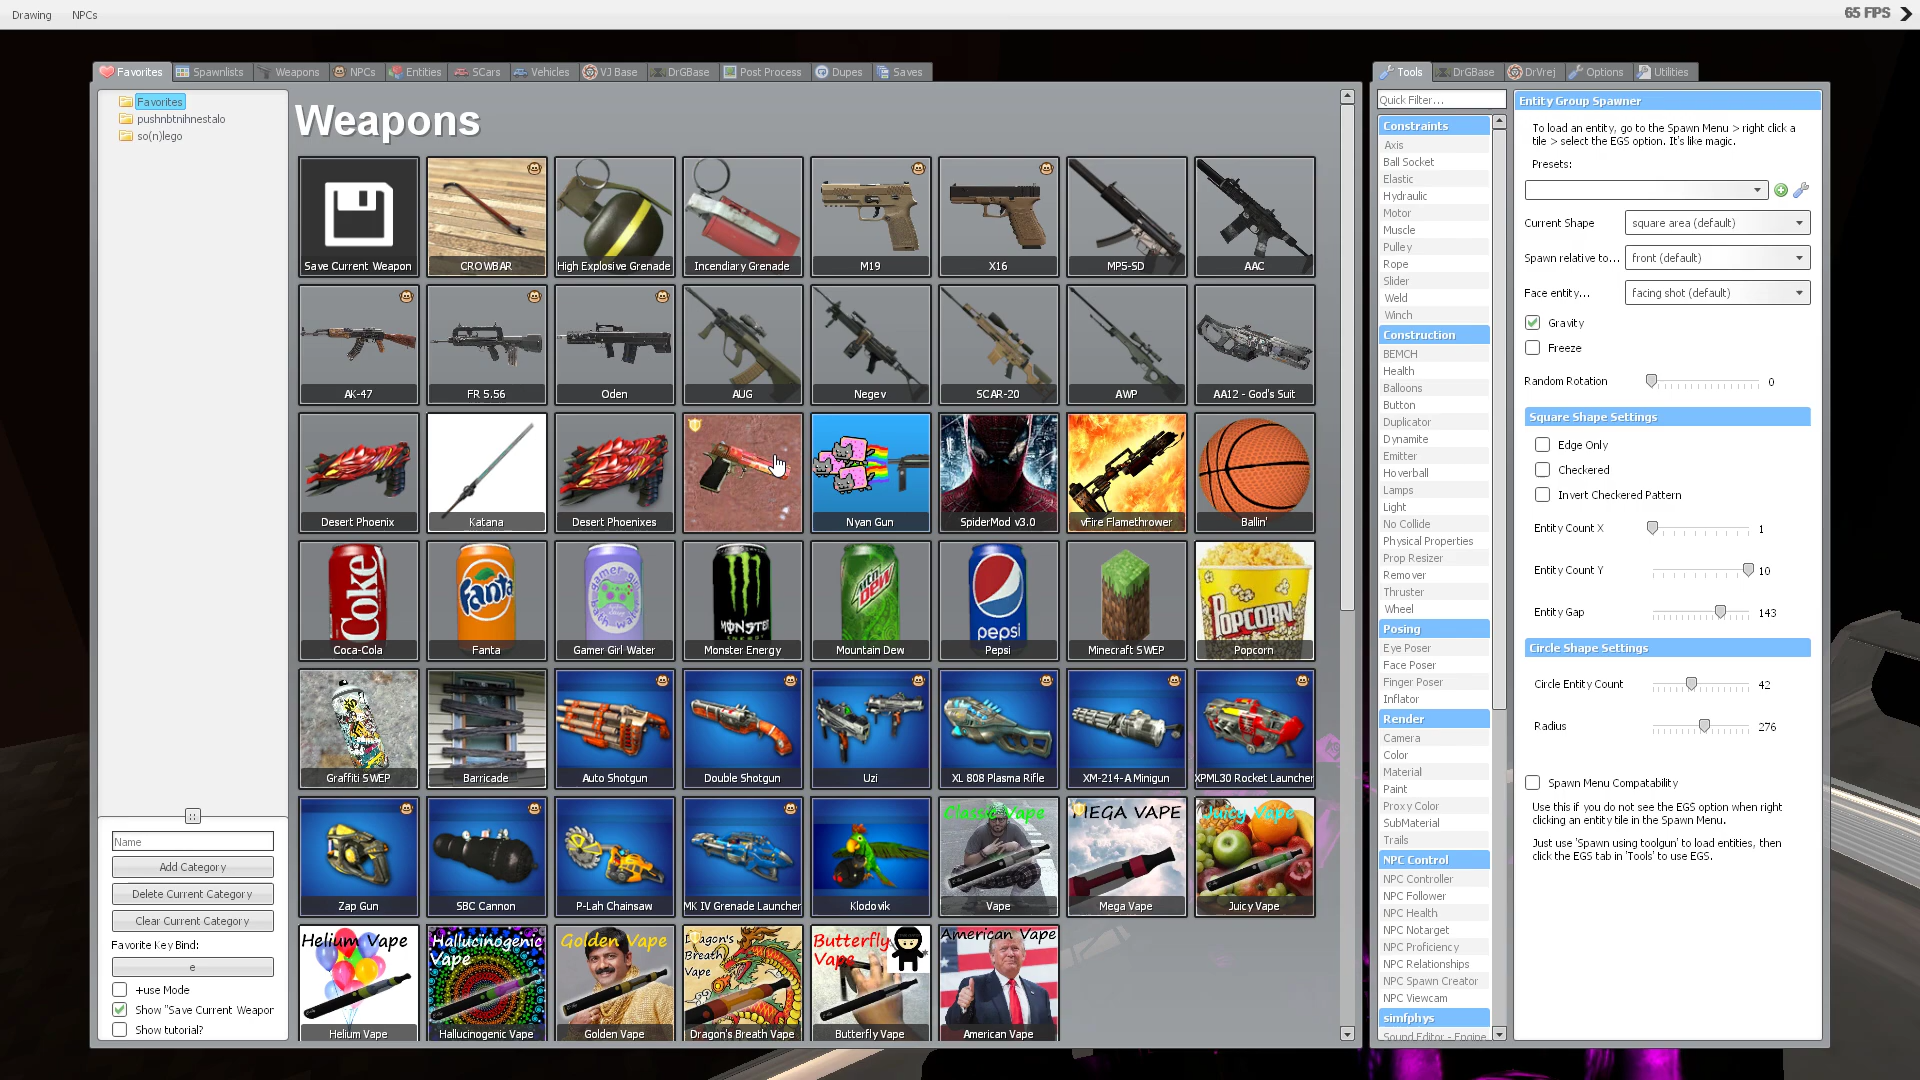 Drawing NPCs 65 FPS
Favorites Spawnlists Weapons NPCs Entities SCars Vehicles VJ Base DrGBase Post Process Dupes Saves
Tools DrGBase DrVrej Options Utilities
Favorites
pushnbtnihnestalo
so(n)lego
Name
Add Category
Delete Current Category
Clear Current Category
Favorite Key Bind:
e
+use Mode
Show "Save Current Weapor
Show tutorial?
Weapons
Save Current Weapon CROWBAR High Explosive Grenade Incendiary Grenade M19 X16 MP5-SD AAC
AK-47 FR 5.56 Oden AUG Negev SCAR-20 AWP AA12 - God's Suit
Desert Phoenix Katana Desert Phoenixes Nyan Gun SpiderMod v3.0 vFire Flamethrower Ballin'
Coke Fanta gamer girl bath water MONSTER ENERGY Mtn DEW pepsi POPCORN
Coca-Cola Fanta Gamer Girl Water Monster Energy Mountain Dew Pepsi Minecraft SWEP Popcorn
Graffiti SWEP Barricade Auto Shotgun Double Shotgun Uzi XL 808 Plasma Rifle XM-214-A Minigun XPML30 Rocket Launcher
Classic Vape MEGA VAPE Juicy Vape
Zap Gun SBC Cannon P-Lah Chainsaw MK IV Grenade Launcher Klodovik Vape Mega Vape Juicy Vape
Helium Vape Hallucinogenic Vape Golden Vape Dragon's Breath Vape Butterfly Vape American Vape
Helium Vape Hallucinogenic Vape Golden Vape Dragon's Breath Vape Butterfly Vape American Vape
Quick Filter...
Constraints
Axis
Ball Socket
Elastic
Hydraulic
Motor
Muscle
Pulley
Rope
Slider
Weld
Winch
Construction
BEMCH
Health
Balloons
Button
Duplicator
Dynamite
Emitter
Hoverball
Lamps
Light
No Collide
Physical Properties
Prop Resizer
Remover
Thruster
Wheel
Posing
Eye Poser
Face Poser
Finger Poser
Inflator
Render
Camera
Color
Material
Paint
Proxy Color
SubMaterial
Trails
NPC Control
NPC Controller
NPC Follower
NPC Health
NPC Notarget
NPC Proficiency
NPC Relationships
NPC Spawn Creator
NPC Viewcam
simfphys
Sound Editor - Engine
Entity Group Spawner
To load an entity, go to the Spawn Menu > right click a
tile > select the EGS option. It's like magic.
Presets:
Current Shape square area (default)
Spawn relative to... front (default)
Face entity... facing shot (default)
Gravity
Freeze
Random Rotation 0
Square Shape Settings
Edge Only
Checkered
Invert Checkered Pattern
Entity Count X 1
Entity Count Y 10
Entity Gap 143
Circle Shape Settings
Circle Entity Count 42
Radius 276
Spawn Menu Compatability
Use this if you do not see the EGS option when right
clicking an entity tile in the Spawn Menu.
Just use 'Spawn using toolgun' to load entities, then
click the EGS tab in 'Tools' to use EGS.